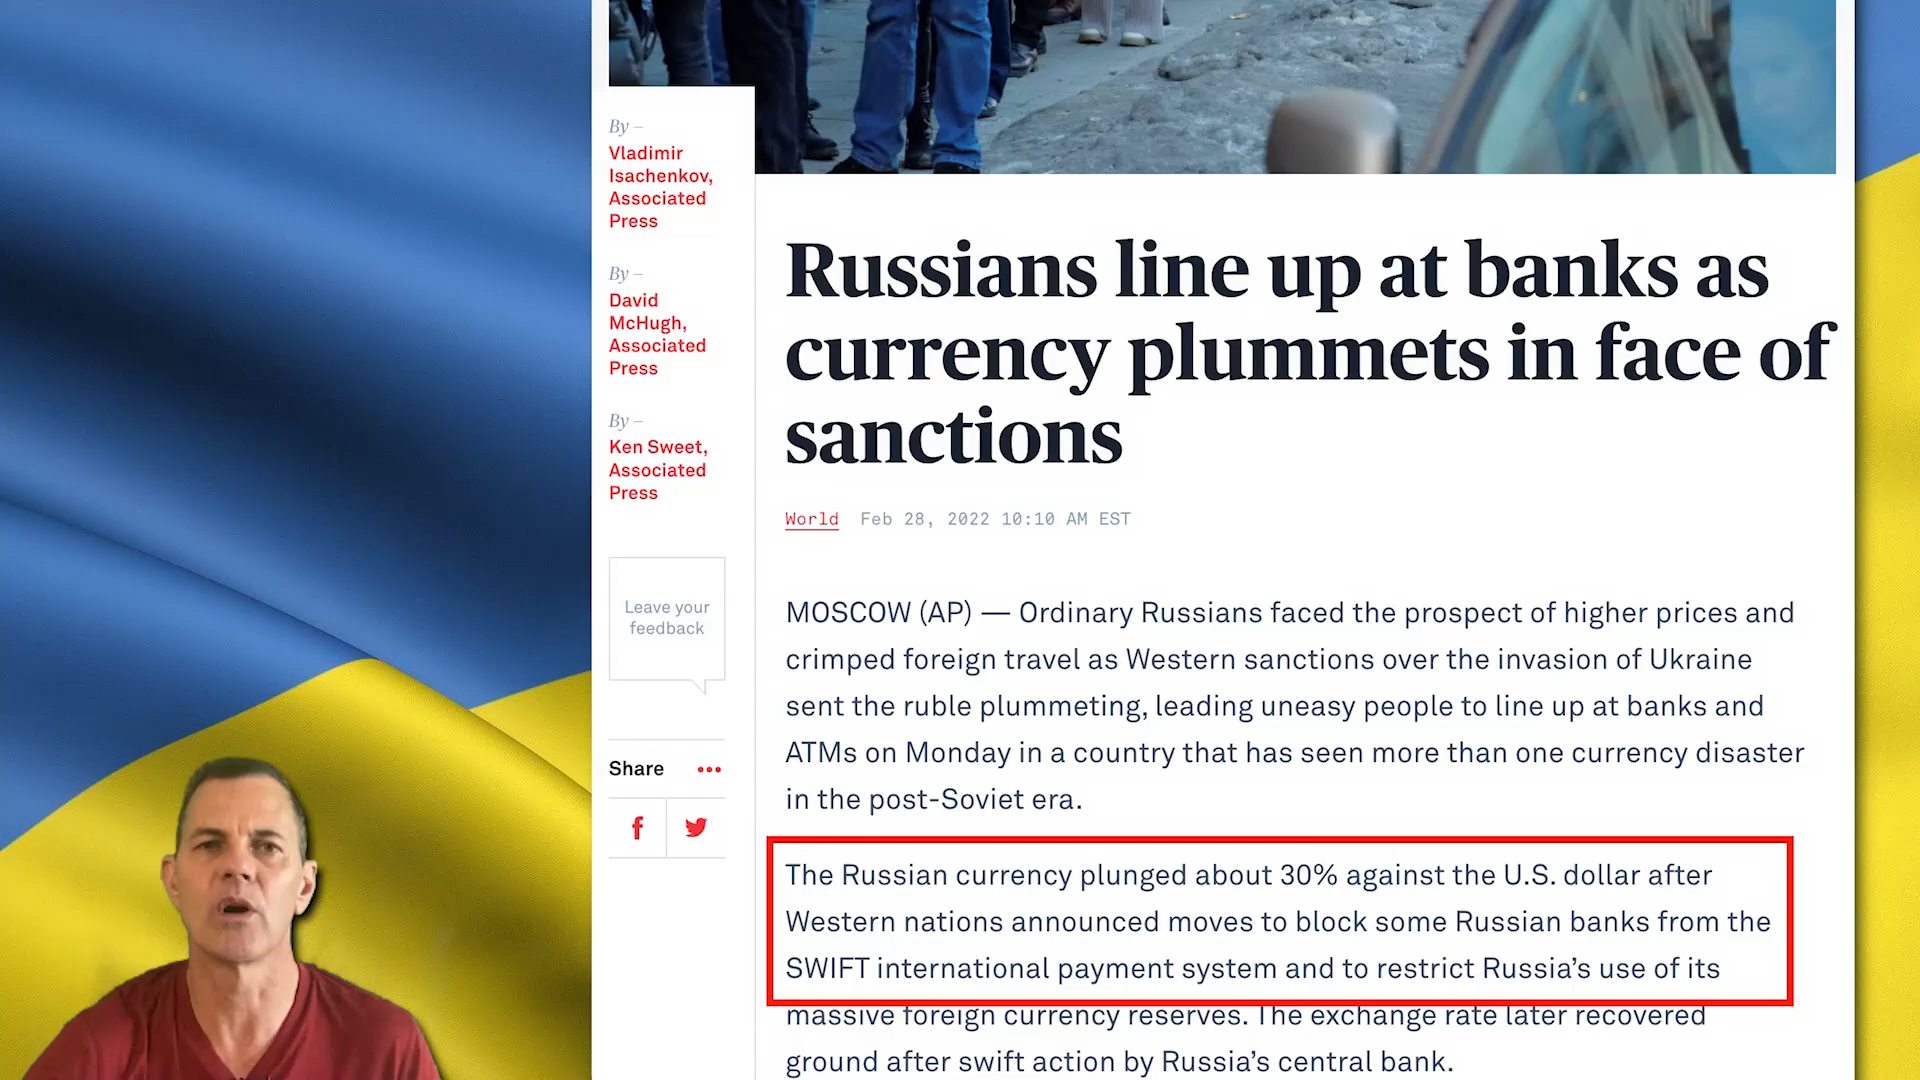 By —
Vladimir
Isachenkov,
Associated
Press
By —
David
McHugh,
Associated
Press
By —
Ken Sweet,
Associated
Press
Leave your
feedback
Share
Russians line up at banks as
currency plummets in face of
sanctions
World Feb 28, 2022 10:10 AM EST
MOSCOW (AP) — Ordinary Russians faced the prospect of higher prices and
crimped foreign travel as Western sanctions over the invasion of Ukraine
sent the ruble plummeting, leading uneasy people to line up at banks and
ATMs on Monday in a country that has seen more than one currency disaster
in the post-Soviet era.
The Russian currency plunged about 30% against the U.S. dollar after
Western nations announced moves to block some Russian banks from the
SWIFT international payment system and to restrict Russia’s use of its
massive foreign currency reserves. The exchange rate later recovered
ground after swift action by Russia’s central bank.